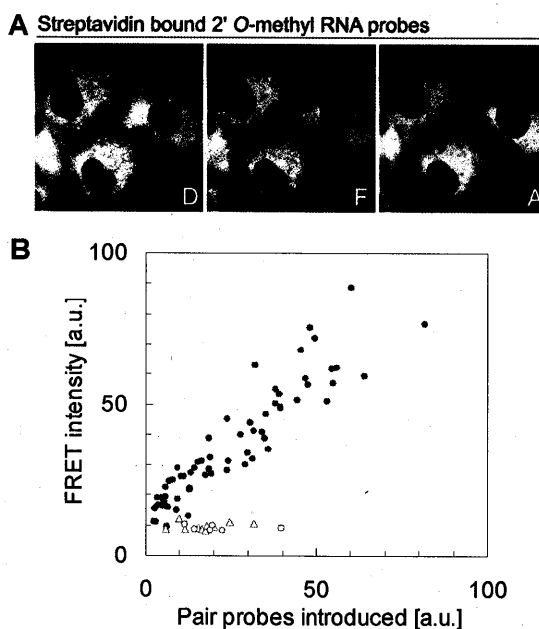 A Streptavidin bound 2' O-methyl RNA probes
D F A
B
100
50
0
FRET intensity [a.u.]
0 50 100
Pair probes introduced [a.u.]